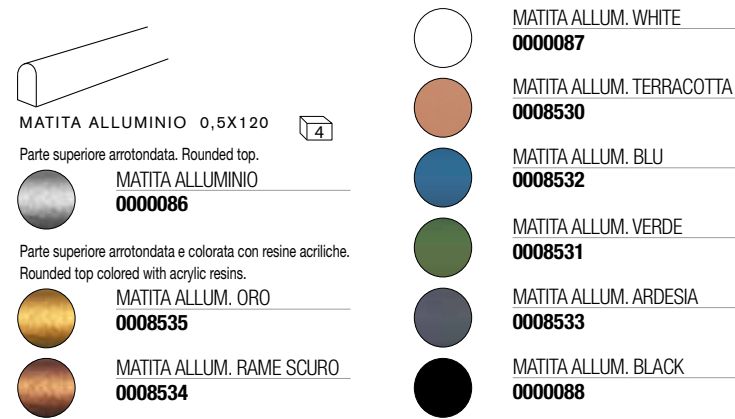 MATITA ALLUMINIO 0,5X120
4
Parte superiore arrotondata. Rounded top.
MATITA ALLUMINIO
0000086
Parte superiore arrotondata e colorata con resine acriliche.
Rounded top colored with acrylic resins.
MATITA ALLUM. ORO
0008535
MATITA ALLUM. RAME SCURO
0008534
MATITA ALLUM. WHITE
0000087
MATITA ALLUM. TERRACOTTA
0008530
MATITA ALLUM. BLU
0008532
MATITA ALLUM. VERDE
0008531
MATITA ALLUM. ARDESIA
0008533
MATITA ALLUM. BLACK
0000088